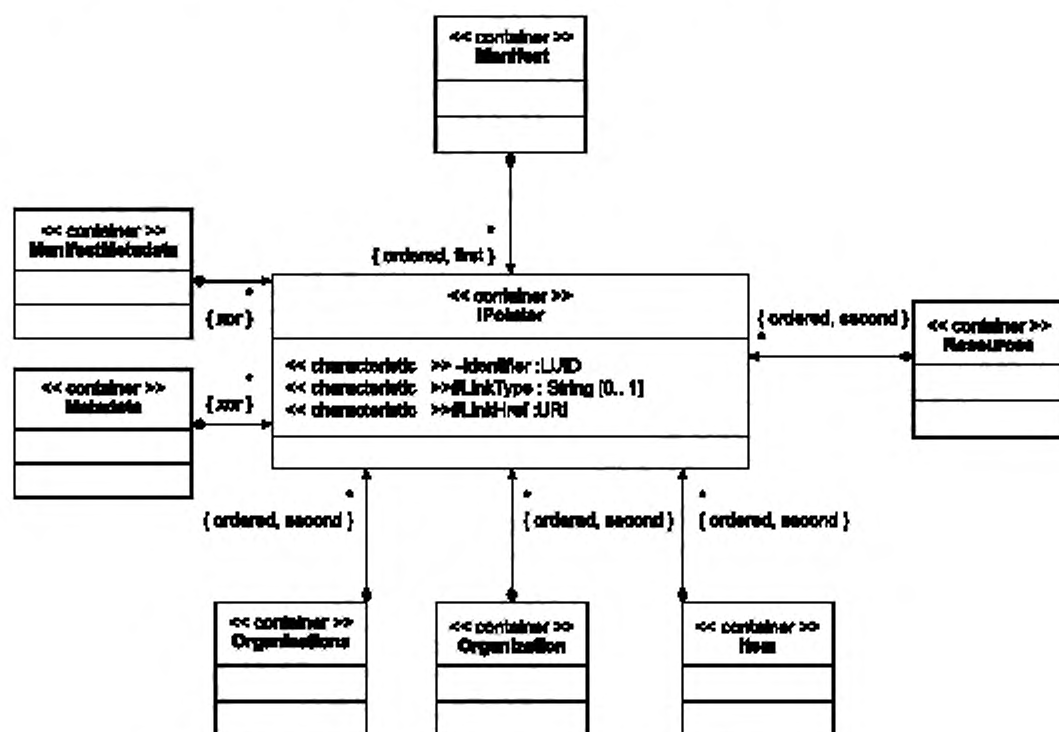 << container >>
Manifest
*
{ ordered, first }
<< container >>
ManifestMetadata
*
{ xor }
<< container >>
Metadata
*
{ xor }
<< container >>
IPointer
<< characteristic >> -Identifier :LUID
<< characteristic >>#LinkType : String [0.. 1]
<< characteristic >>#LinkHref :URI
{ ordered, second }
*
<< container >>
Resources
*
{ ordered, second }
*
{ ordered, second }
*
{ ordered, second }
<< container >>
Organizations
<< container >>
Organization
<< container >>
Item